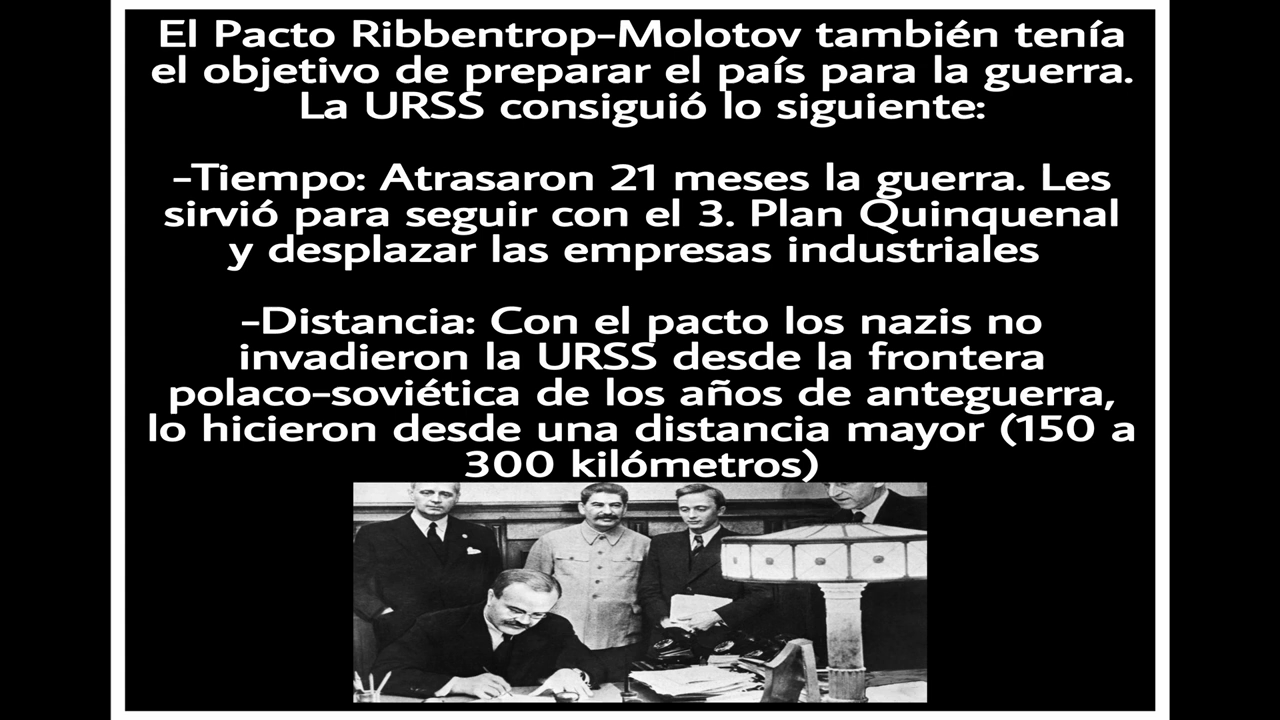 El Pacto Ribbentrop-Molotov también tenía
el objetivo de preparar el país para la guerra.
La URSS consiguió lo siguiente:
-Tiempo: Atrasaron 21 meses la guerra. Les
sirvió para seguir con el 3. Plan Quinquenal
y desplazar las empresas industriales
-Distancia: Con el pacto los nazis no
invadieron la URSS desde la frontera
polaco-soviética de los años de anteguerra,
lo hicieron desde una distancia mayor (150 a
300 kilómetros)